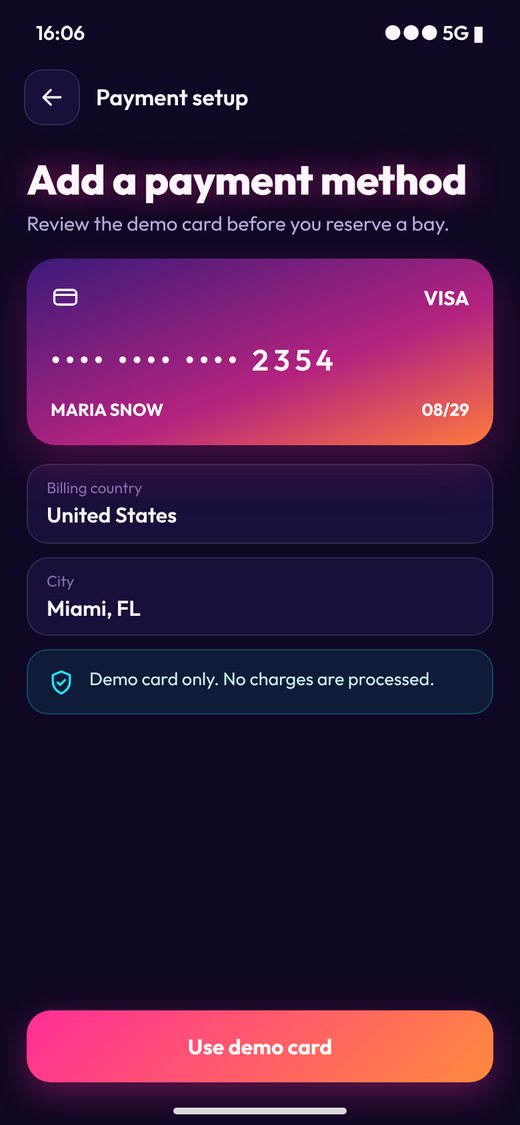 16:06
5G
Payment setup
Add a payment method
Review the demo card before you reserve a bay.
VISA
•••• •••• •••• 2354
MARIA SNOW
08/29
Billing country
United States
City
Miami, FL
Demo card only. No charges are processed.
Use demo card